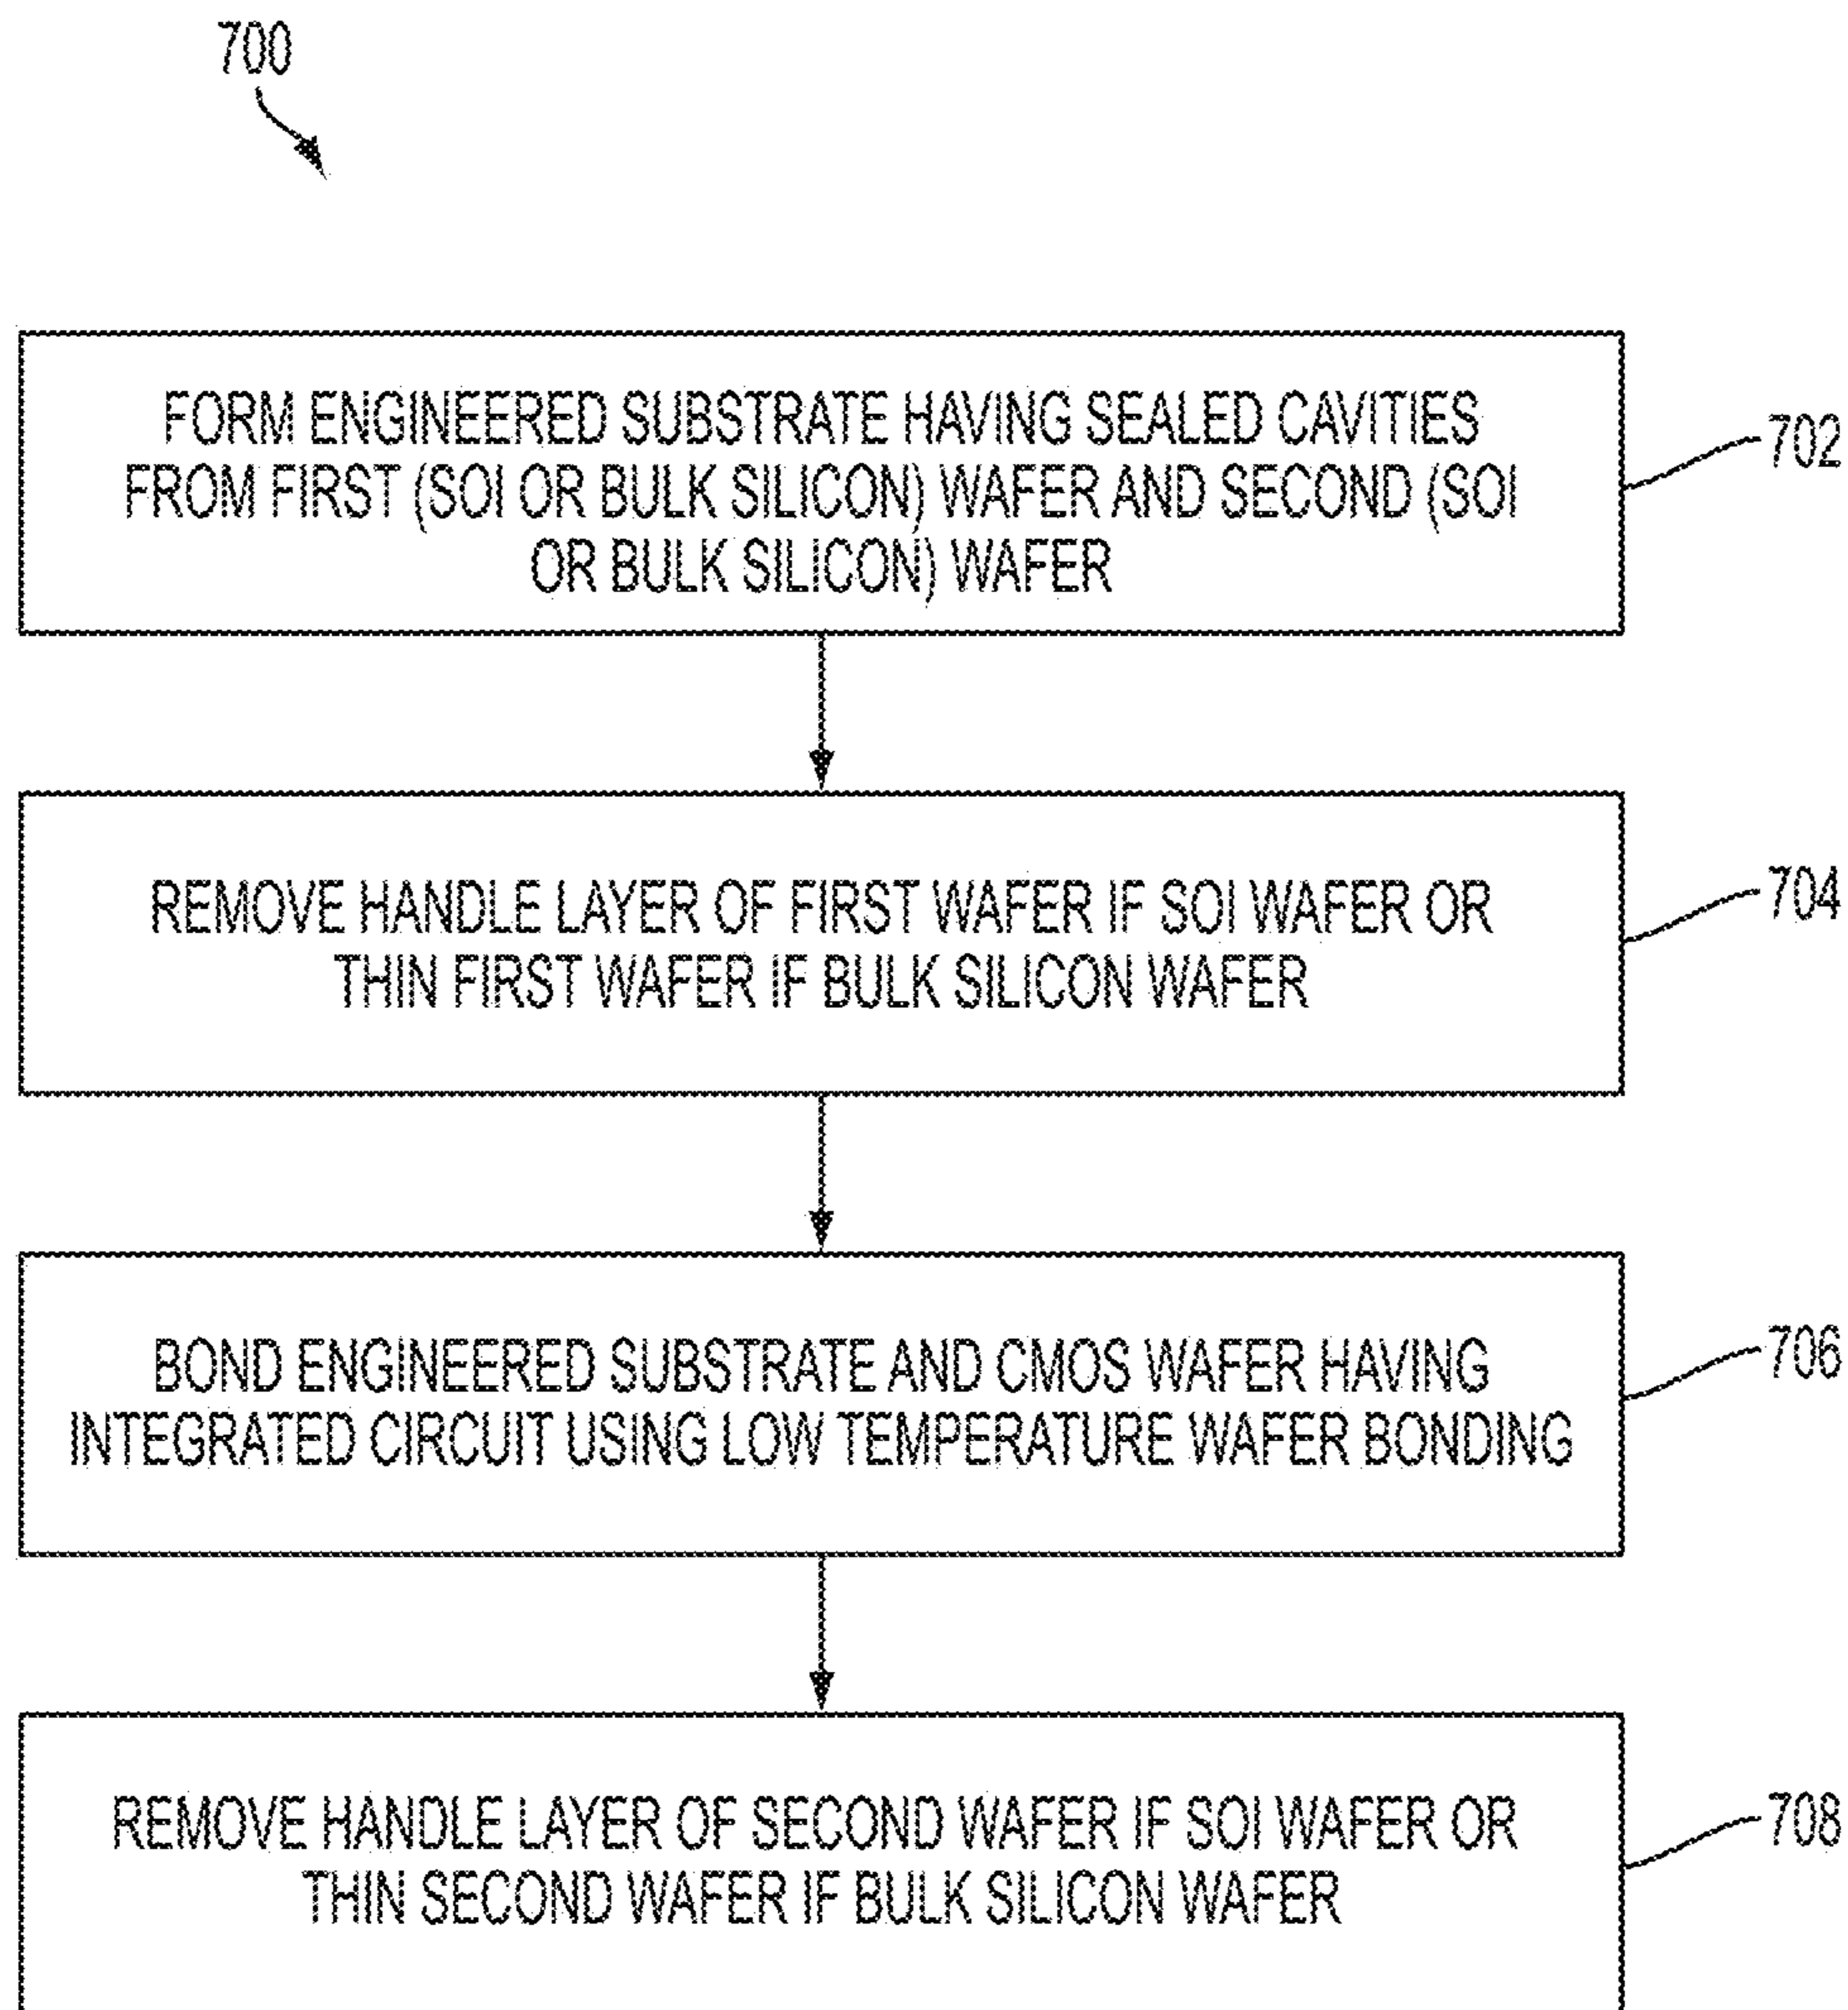 700
FORM ENGINEERED SUBSTRATE HAVING SEALED CAVITIES
FROM FIRST (SOI OR BULK SILICON) WAFER AND SECOND (SOI
OR BULK SILICON) WAFER
702
REMOVE HANDLE LAYER OF FIRST WAFER IF SOI WAFER OR
THIN FIRST WAFER IF BULK SILICON WAFER
704
BOND ENGINEERED SUBSTRATE AND CMOS WAFER HAVING
INTEGRATED CIRCUIT USING LOW TEMPERATURE WAFER BONDING
706
REMOVE HANDLE LAYER OF SECOND WAFER IF SOI WAFER OR
THIN SECOND WAFER IF BULK SILICON WAFER
708